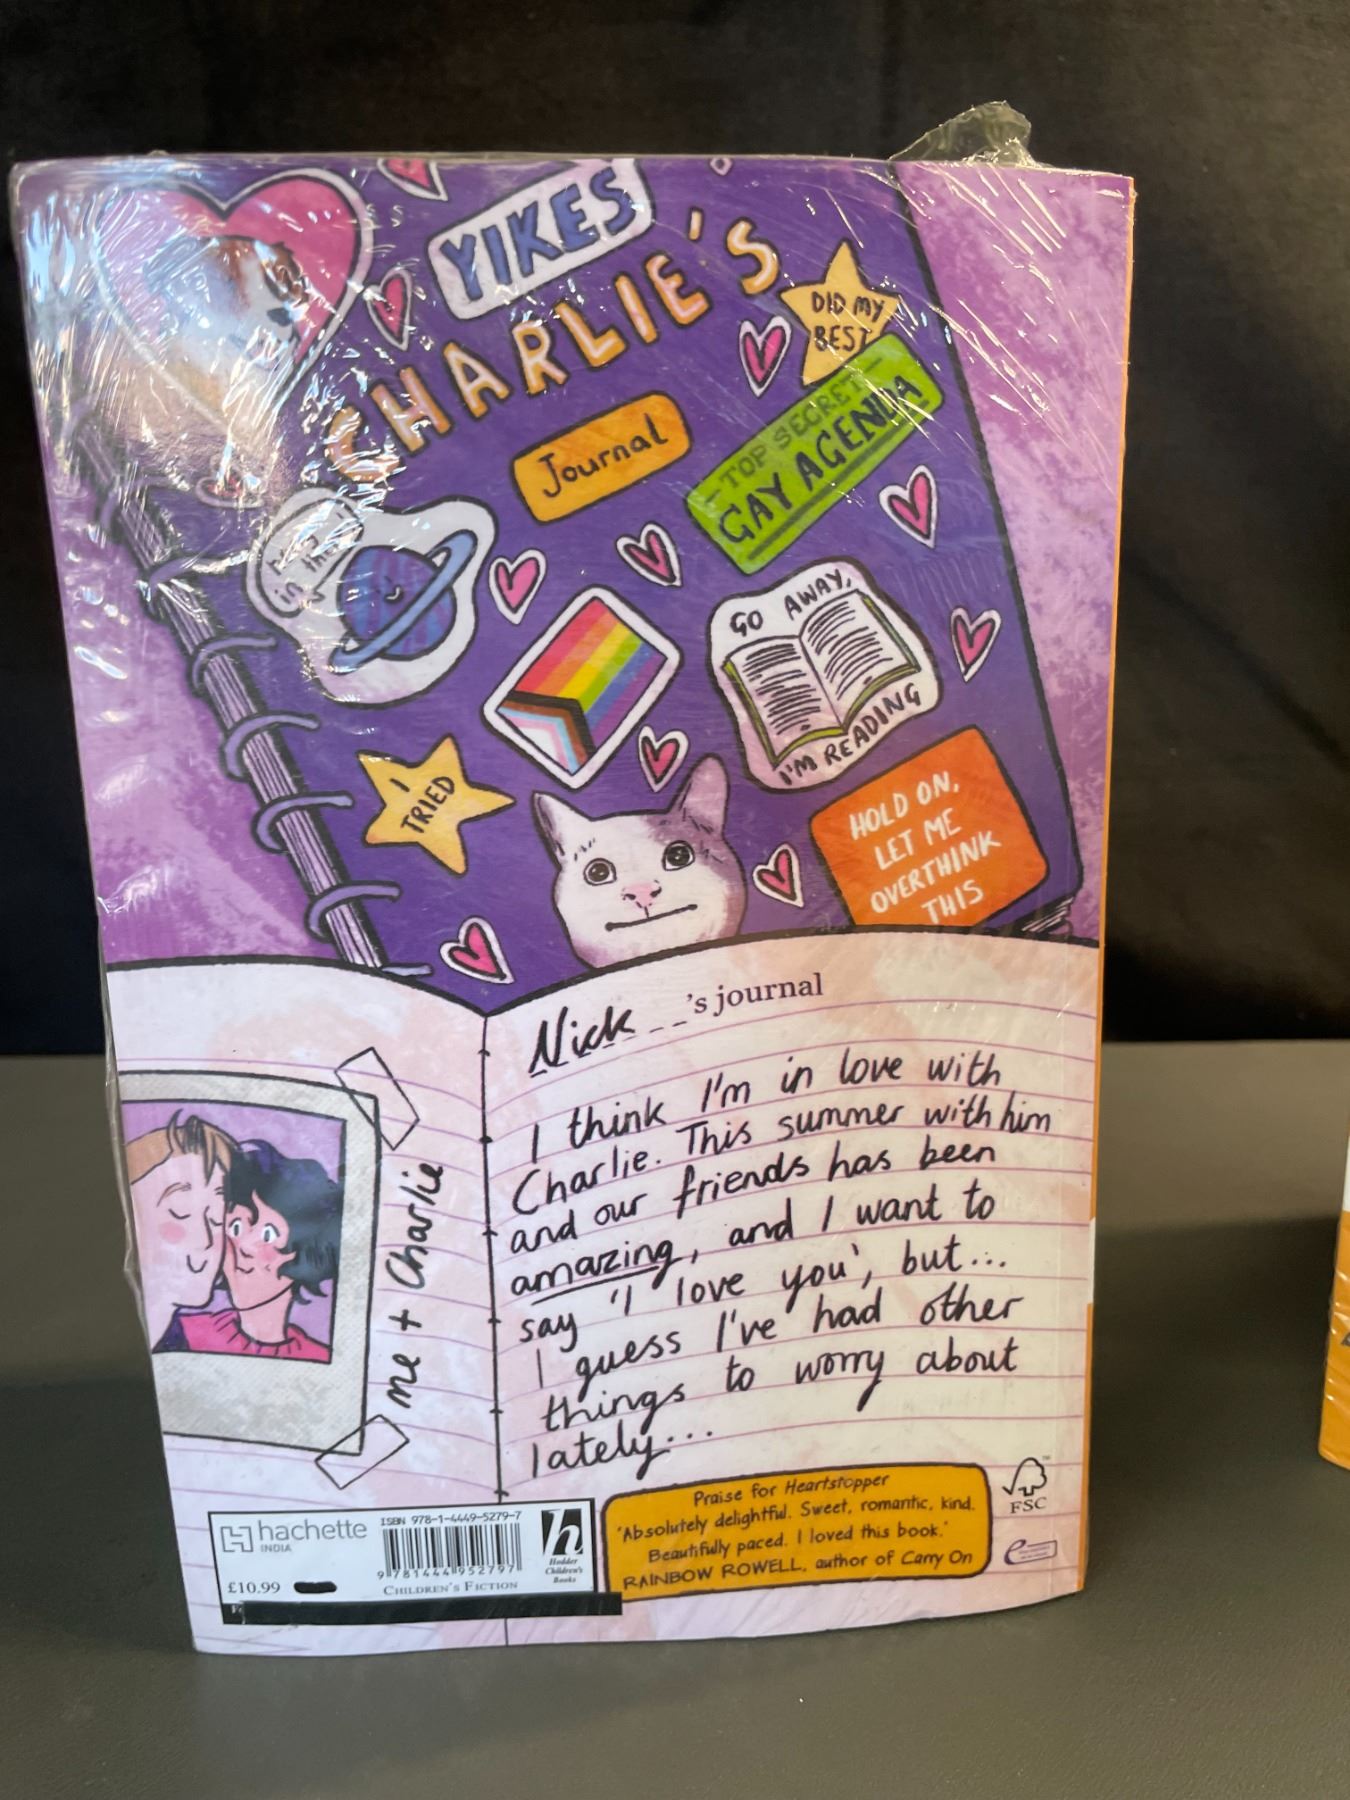 YIKES
CHARLIE'S
Journal
DID MY
BEST
-TOP SECRET-
GAY AGENDA
GO AWAY,
I'M READING
I
TRIED
HOLD ON,
LET ME
OVERTHINK
THIS
Nick _ _'s journal
I think I'm in love with
Charlie. This summer with him
and our friends has been
amazing, and I want to
say 'I love you', but...
I guess I've had other
things to worry about
lately...
me + Charlie
Praise for Heartstopper
'Absolutely delightful. Sweet, romantic, kind.
Beautifully paced. I loved this book.'
RAINBOW ROWELL, author of Carry On
FSC
hachette
INDIA
ISBN 978-1-4449-5279-7
9 781444 952797
£10.99
CHILDREN'S FICTION
h
Hodder
Children's
Books